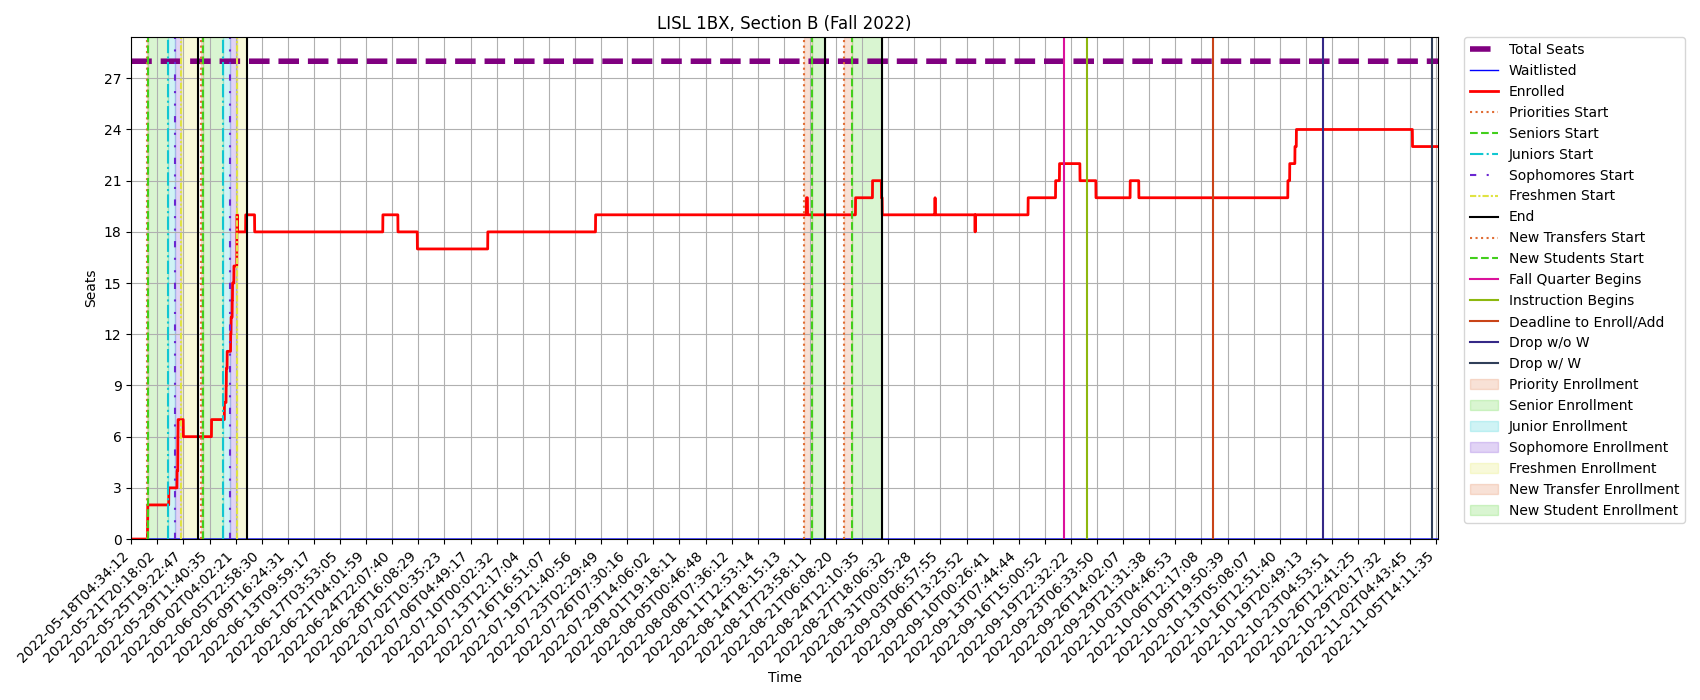 LISL 1BX, Section B (Fall 2022)
Seats
27
24
21
18
15
12
9
6
3
0
2022-05-18T04:34:12
2022-05-21T20:18:02
2022-05-25T19:22:47
2022-05-29T11:40:35
2022-06-02T04:02:21
2022-06-05T22:58:30
2022-06-09T16:24:31
2022-06-13T09:59:17
2022-06-17T03:53:05
2022-06-21T04:01:59
2022-06-24T22:07:40
2022-06-28T16:08:29
2022-07-02T10:35:23
2022-07-06T04:49:17
2022-07-10T00:02:32
2022-07-13T12:17:04
2022-07-16T16:51:07
2022-07-19T21:40:56
2022-07-23T02:29:49
2022-07-26T07:30:16
2022-07-29T14:06:02
2022-08-01T19:18:11
2022-08-05T00:46:48
2022-08-08T07:36:12
2022-08-11T12:53:14
2022-08-14T18:15:13
2022-08-17T23:58:11
2022-08-21T06:08:20
2022-08-24T12:10:35
2022-08-27T18:06:32
2022-08-31T00:05:28
2022-09-03T06:57:55
2022-09-06T13:25:52
2022-09-10T00:26:41
2022-09-13T07:44:44
2022-09-16T15:00:52
2022-09-19T22:32:22
2022-09-23T06:33:50
2022-09-26T14:02:07
2022-09-29T21:31:38
2022-10-03T04:46:53
2022-10-06T12:17:08
2022-10-09T19:50:39
2022-10-13T05:08:07
2022-10-16T12:51:40
2022-10-19T20:49:13
2022-10-23T04:53:51
2022-10-26T12:41:25
2022-10-29T20:17:32
2022-11-02T04:43:45
2022-11-05T14:11:35
Time
Total Seats
Waitlisted
Enrolled
Priorities Start
Seniors Start
Juniors Start
Sophomores Start
Freshmen Start
End
New Transfers Start
New Students Start
Fall Quarter Begins
Instruction Begins
Deadline to Enroll/Add
Drop w/o W
Drop w/ W
Priority Enrollment
Senior Enrollment
Junior Enrollment
Sophomore Enrollment
Freshmen Enrollment
New Transfer Enrollment
New Student Enrollment